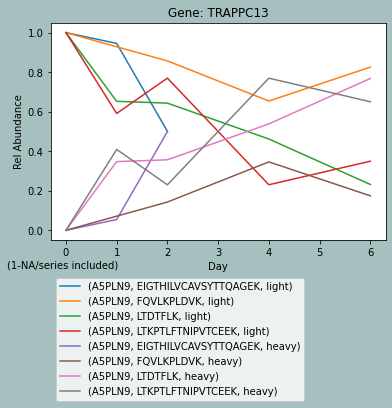 Gene: TRAPPC13
1.0
0.8
0.6
0.4
0.2
0.0
Rel Abundance
0 1 2 3 4 5 6
(1-NA/series included)
Day
(A5PLN9, EIGTHILVCAVSYTTQAGEK, light)
(A5PLN9, FQVLKPLDVK, light)
(A5PLN9, LTDTFLK, light)
(A5PLN9, LTKPTLFTNIPVTCEEK, light)
(A5PLN9, EIGTHILVCAVSYTTQAGEK, heavy)
(A5PLN9, FQVLKPLDVK, heavy)
(A5PLN9, LTDTFLK, heavy)
(A5PLN9, LTKPTLFTNIPVTCEEK, heavy)